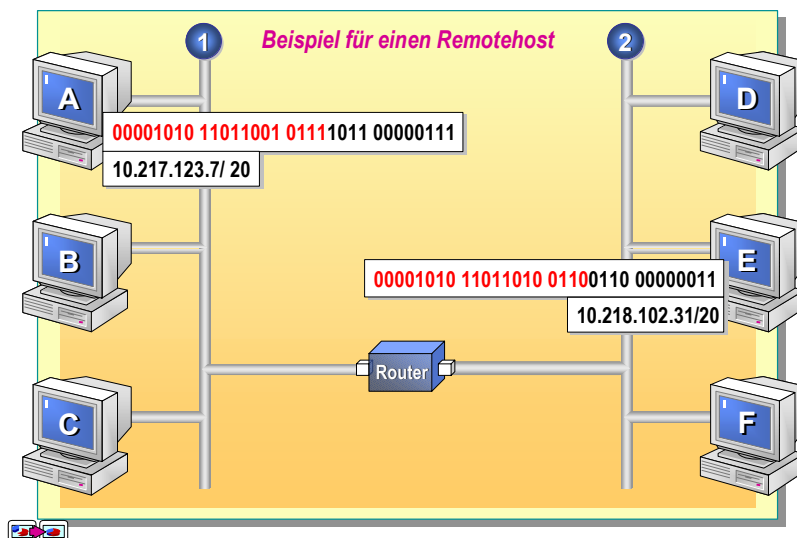 1
Beispiel für einen Remotehost
2
A
D
00001010 11011001 01111011 00000111
10.217.123.7/ 20
B
E
00001010 11011010 01100110 00000011
10.218.102.31/20
Router
C
F